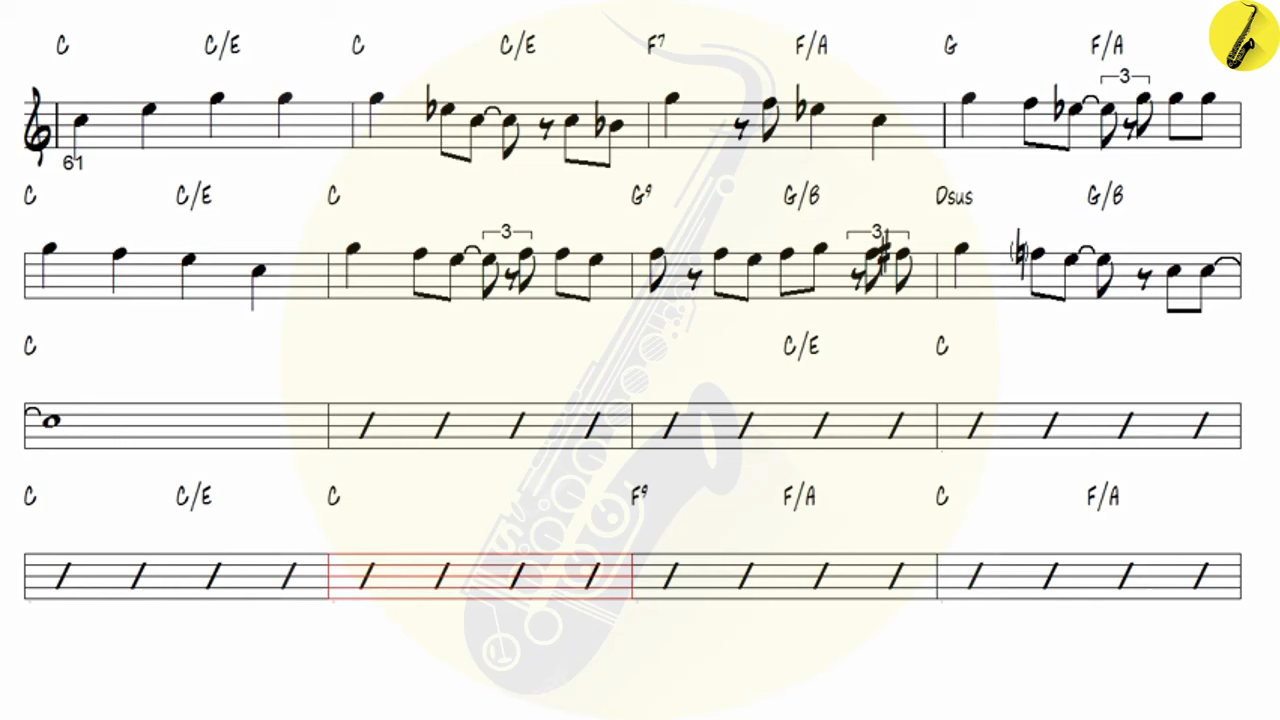 C C/E C C/E F7 F/A G F/A
3
61
C C/E C G9 G/B Dsus G/B
3 3
C C/E C
C C/E C F9 F/A C F/A